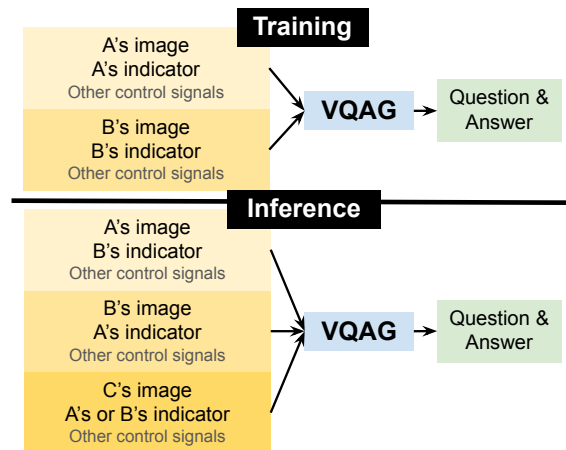 Training
A's image
A's indicator
Other control signals
B's image
B's indicator
Other control signals
VQAG
Question &
Answer
Inference
A's image
B's indicator
Other control signals
B's image
A's indicator
Other control signals
C's image
A's or B's indicator
Other control signals
VQAG
Question &
Answer